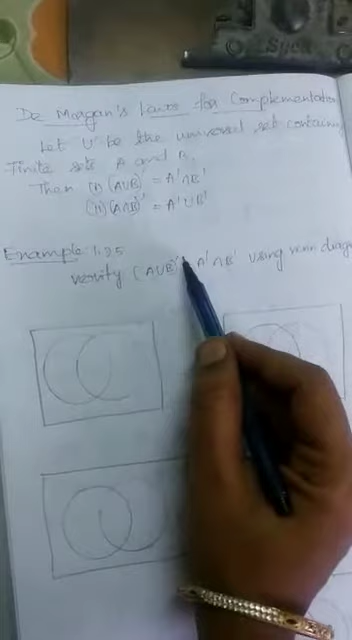 De Morgan's Laws for Complementation
Let U be the universal set containing
Finite sets A and B.
Then (i) (A∪B)' = A'∩B'
(ii) (A∩B)' = A'∪B'
Example: 1.25
verify (A∪B)' A'∩B' using venn diag